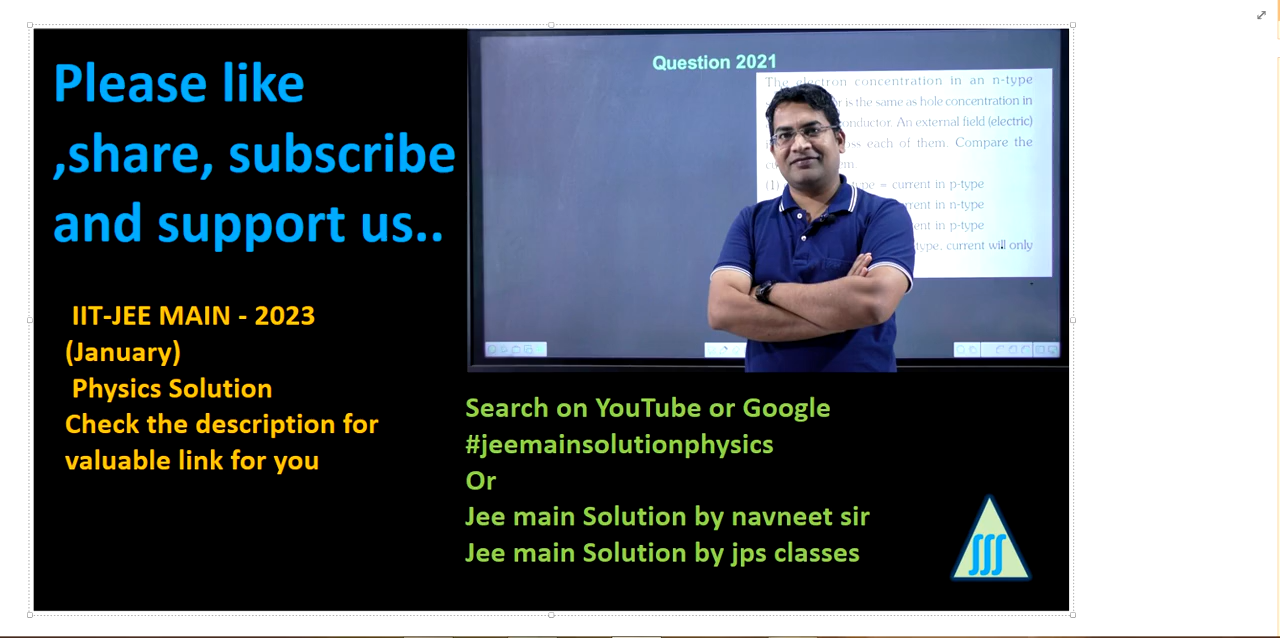 Please like
,share, subscribe
and support us..
IIT-JEE MAIN - 2023
(January)
Physics Solution
Check the description for
valuable link for you
Question 2021
The electron concentration in an n-type
is the same as hole concentration in
An external field (electric)
each of them. Compare the
(1) type = current in p-type
in n-type
in p-type
type, current will only
Search on YouTube or Google
#jeemainsolutionphysics
Or
Jee main Solution by navneet sir
Jee main Solution by jps classes
∫∫∫